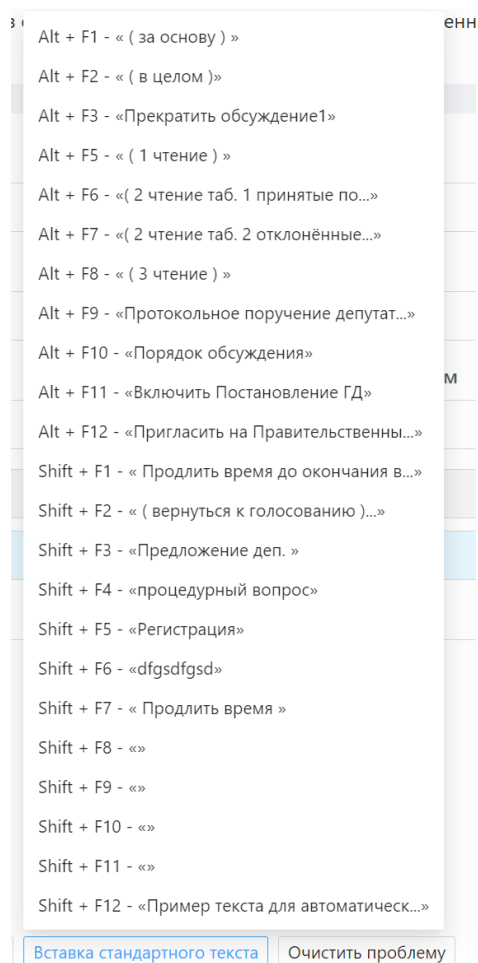 Alt + F1 - « ( за основу ) »
Alt + F2 - « ( в целом )»
Alt + F3 - «Прекратить обсуждение1»
Alt + F5 - « ( 1 чтение ) »
Alt + F6 - «( 2 чтение таб. 1 принятые по...»
Alt + F7 - «( 2 чтение таб. 2 отклонённые...»
Alt + F8 - « ( 3 чтение ) »
Alt + F9 - «Протокольное поручение депутат...»
Alt + F10 - «Порядок обсуждения»
Alt + F11 - «Включить Постановление ГД»
Alt + F12 - «Пригласить на Правительственны...»
Shift + F1 - « Продлить время до окончания в...»
Shift + F2 - « ( вернуться к голосованию )...»
Shift + F3 - «Предложение деп. »
Shift + F4 - «процедурный вопрос»
Shift + F5 - «Регистрация»
Shift + F6 - «dfgsdfgsd»
Shift + F7 - « Продлить время »
Shift + F8 - «»
Shift + F9 - «»
Shift + F10 - «»
Shift + F11 - «»
Shift + F12 - «Пример текста для автоматическ...»
Вставка стандартного текста Очистить проблему